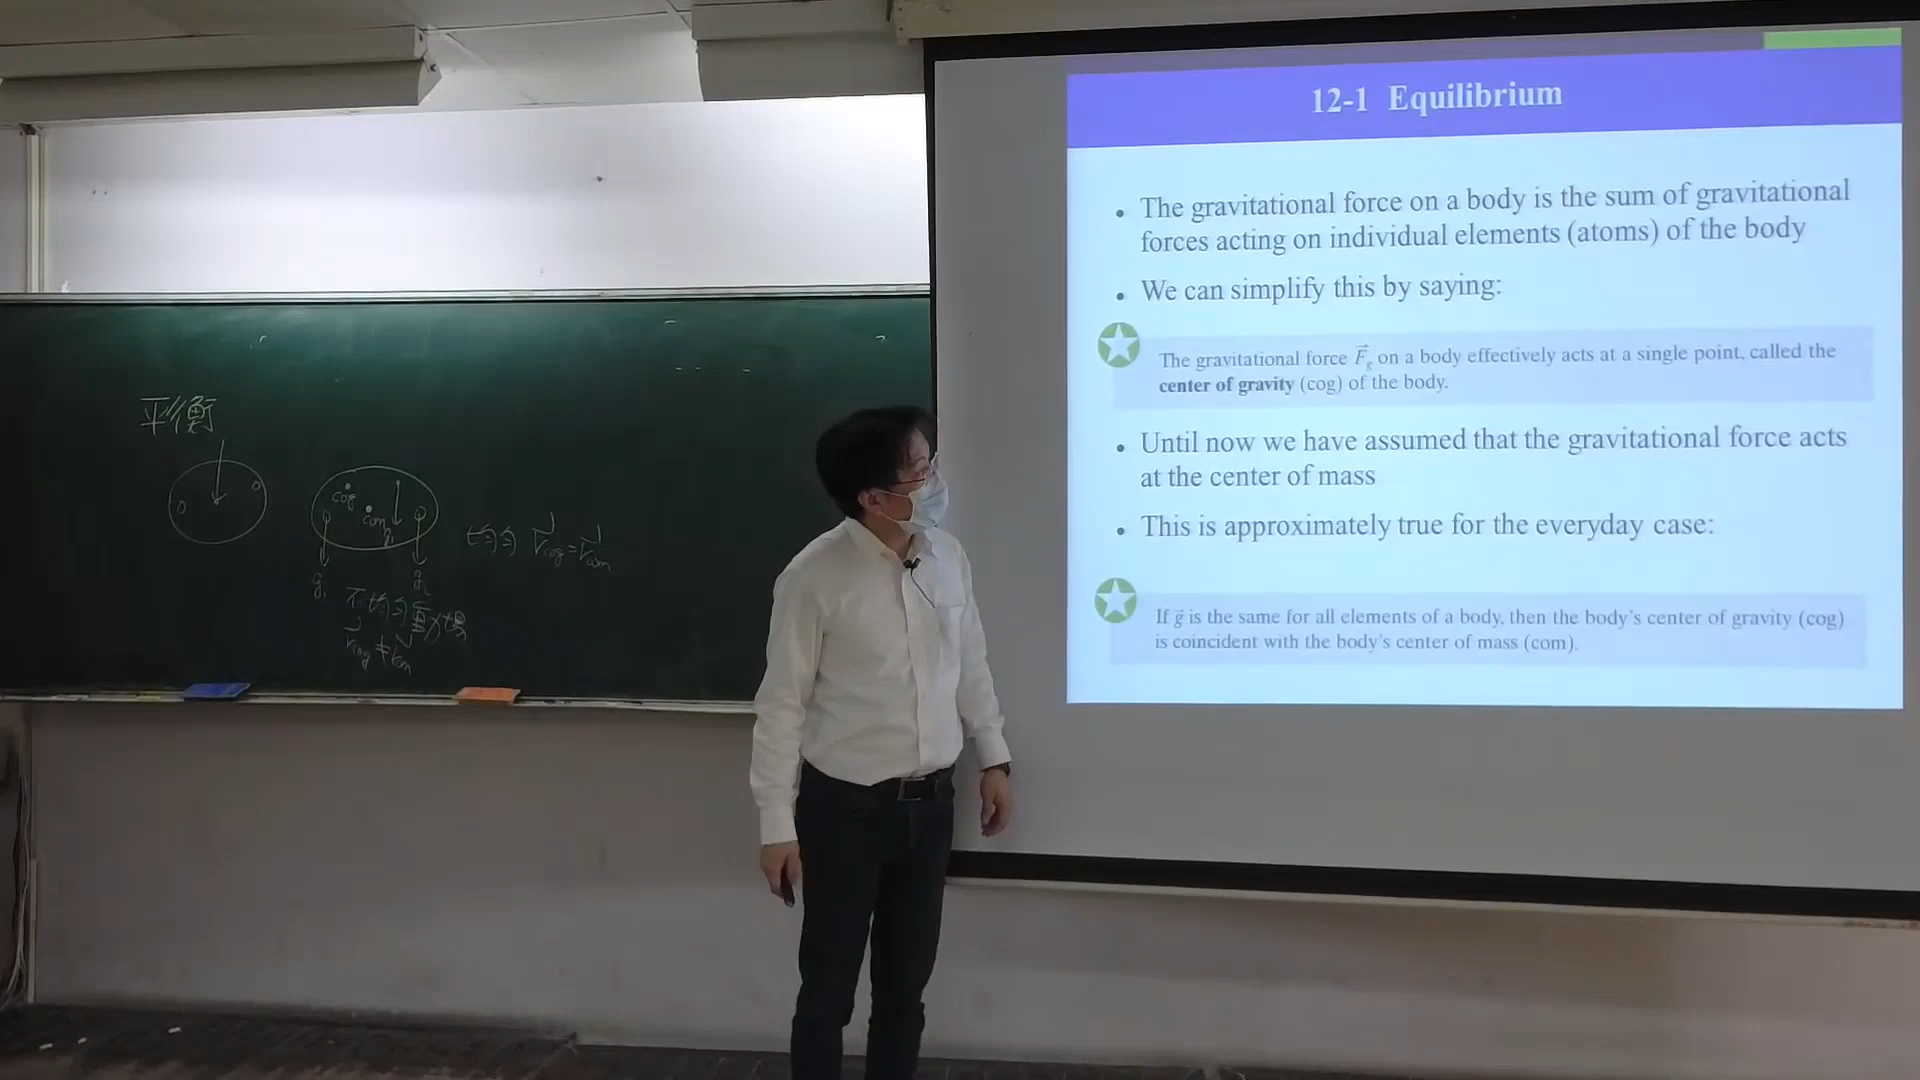 平衡
cog
com
g₁
g₂
均勻 r⃗cog = r⃗com
不均勻重力場
r⃗cog ≠ r⃗com
12-1 Equilibrium
• The gravitational force on a body is the sum of gravitational
forces acting on individual elements (atoms) of the body
• We can simplify this by saying:
The gravitational force F⃗g on a body effectively acts at a single point, called the
center of gravity (cog) of the body.
• Until now we have assumed that the gravitational force acts
at the center of mass
• This is approximately true for the everyday case:
If g⃗ is the same for all elements of a body, then the body's center of gravity (cog)
is coincident with the body's center of mass (com).